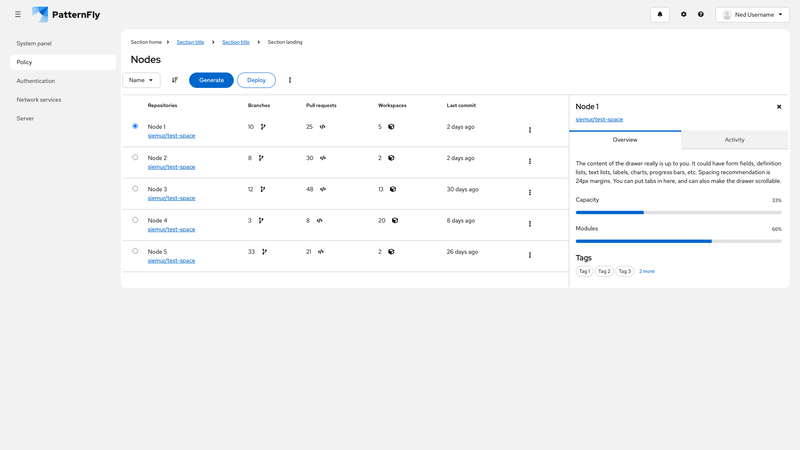 PatternFly
Ned Username
System panel
Policy
Authentication
Network services
Server
Section home Section title Section title Section landing
Nodes
Name Generate Deploy
Repositories Branches Pull requests Workspaces Last commit
Node 1 10 25 5 2 days ago
siemur/test-space
Node 2 8 30 2 2 days ago
siemur/test-space
Node 3 12 48 13 30 days ago
siemur/test-space
Node 4 3 8 20 8 days ago
siemur/test-space
Node 5 33 21 2 26 days ago
siemur/test-space
Node 1
siemur/test-space
Overview Activity
The content of the drawer really is up to you. It could have form fields, definition
lists, text lists, labels, charts, progress bars, etc. Spacing recommendation is
24px margins. You can put tabs in here, and can also make the drawer scrollable.
Capacity 33%
Modules 66%
Tags
Tag 1 Tag 2 Tag 3 2 more